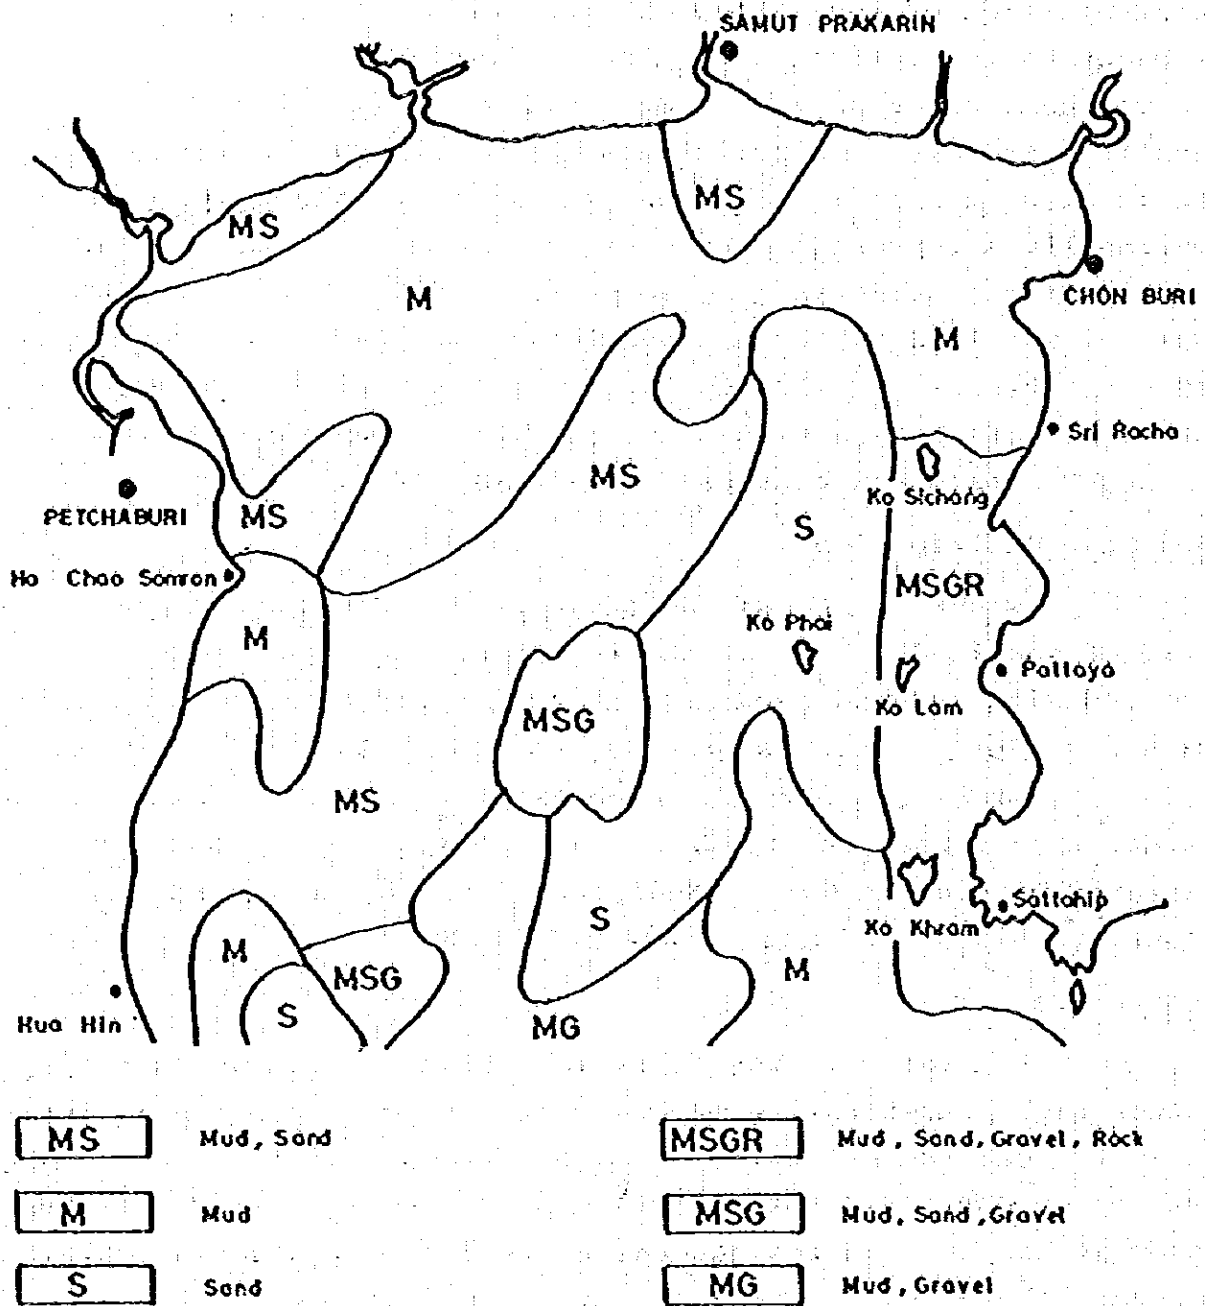 SAMUT PRAKARIN
MS
MS
M
CHON BURI
M
Sri Racha
MS
Ko Sichang
PETCHABURI
MS
S
Ha Chao Somron
MSGR
M
Ko Phai
Pattaya
Ko Lam
MSG
MS
Sattahip
S
Ko Khram
M
MSG
M
Hua Hin
S
MG
MS Mud, Sand
MSGR Mud, Sand, Gravel, Rock
M Mud
MSG Mud, Sand, Gravel
S Sand
MG Mud, Gravel